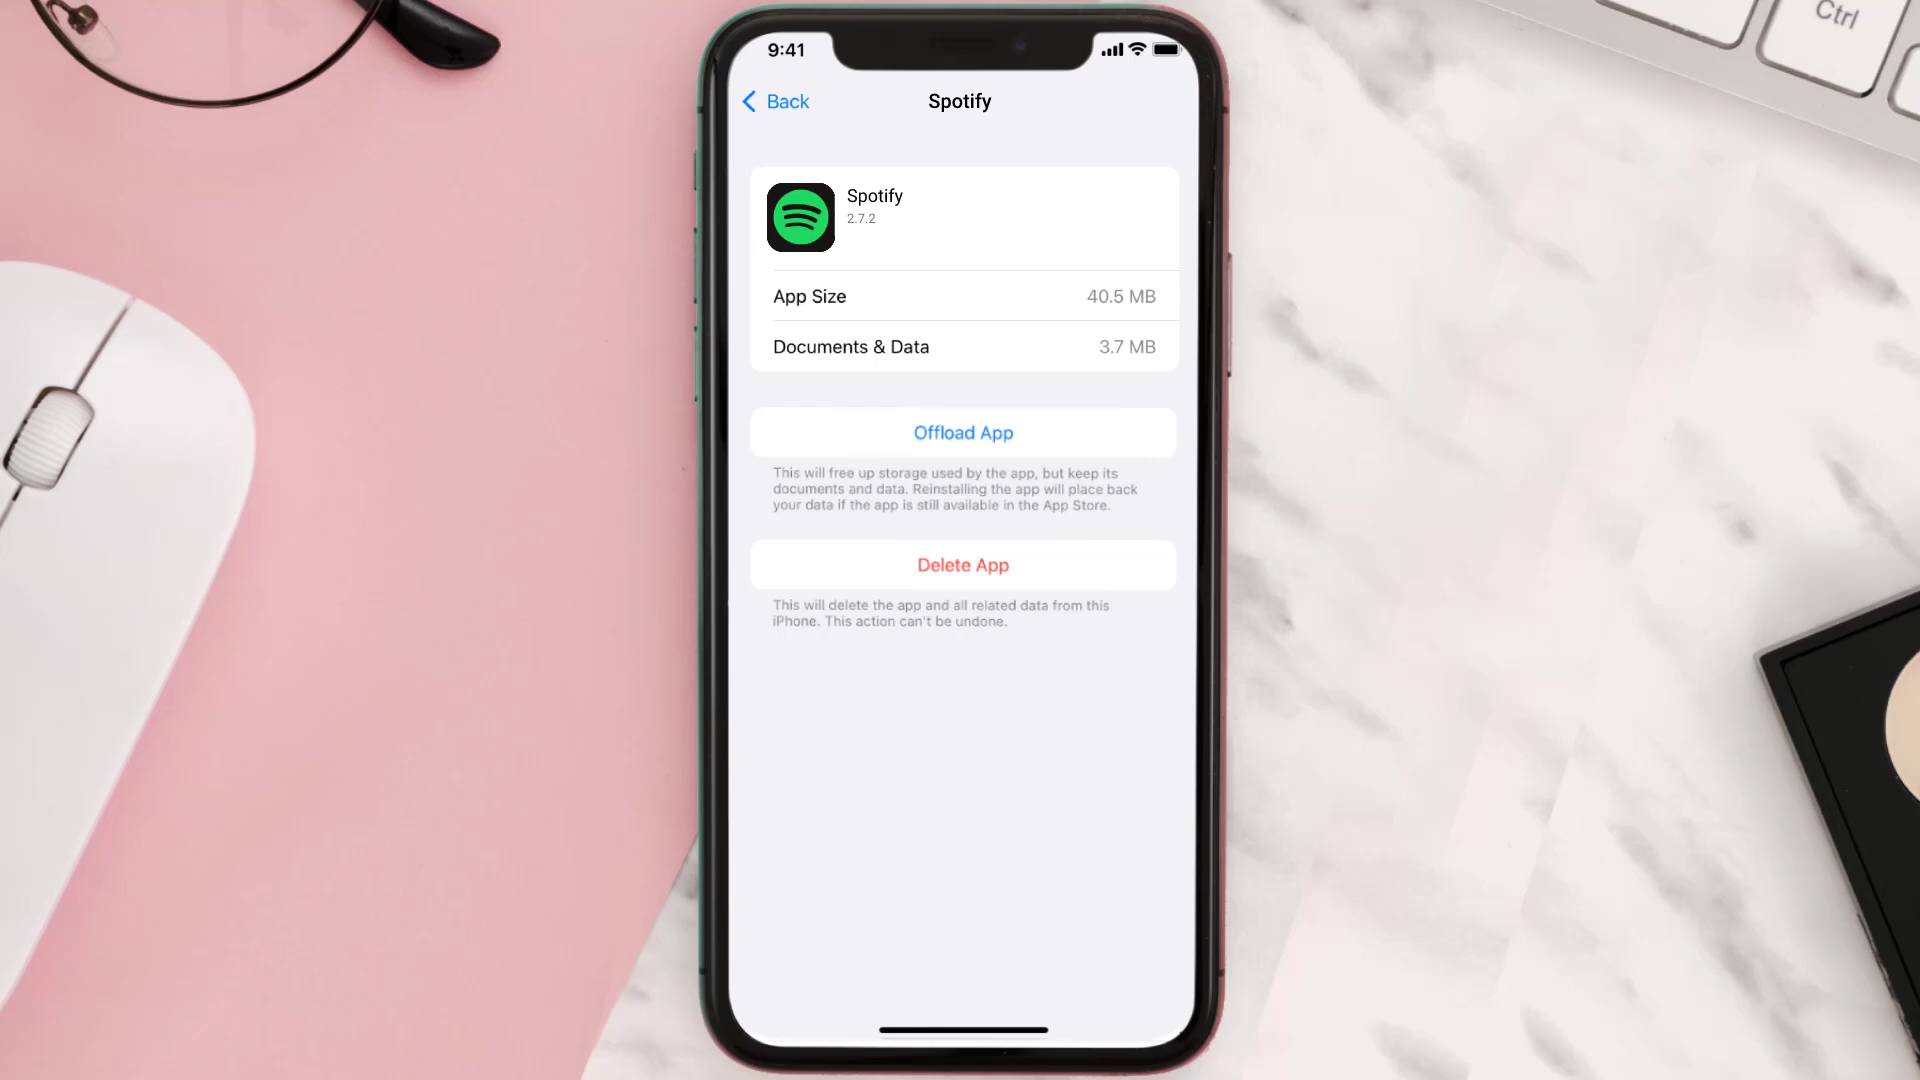 Ctrl
9:41
Back
Spotify
Spotify
2.7.2
App Size 40.5 MB
Documents & Data 3.7 MB
Offload App
This will free up storage used by the app, but keep its
documents and data. Reinstalling the app will place back
your data if the app is still available in the App Store.
Delete App
This will delete the app and all related data from this
iPhone. This action can't be undone.